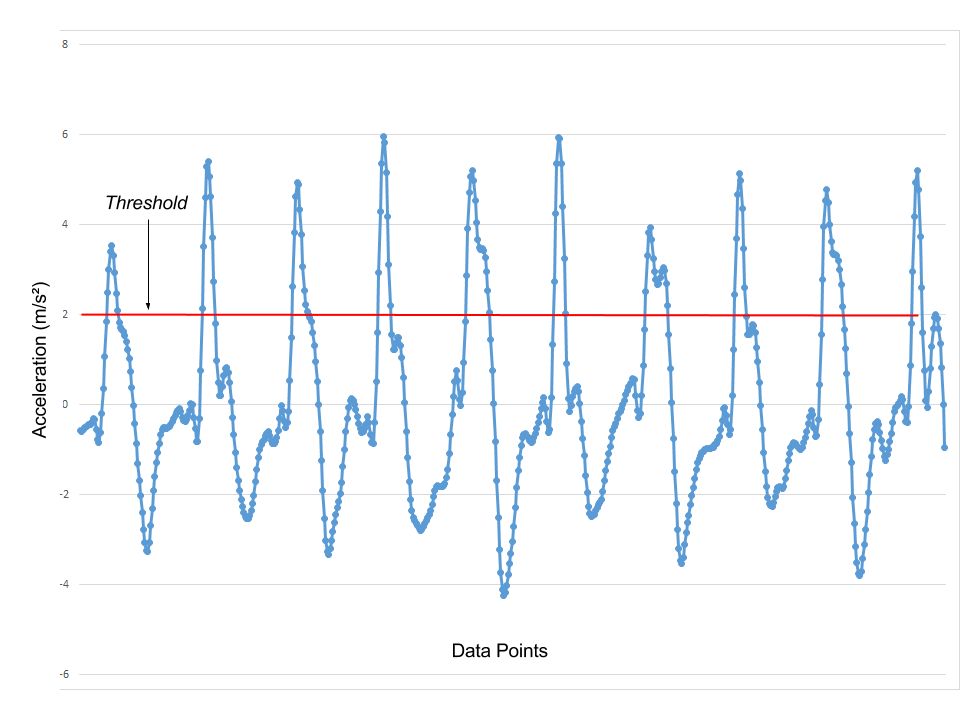 8
6
Threshold
4
2
Acceleration (m/s²)
0
-2
-4
Data Points
-6